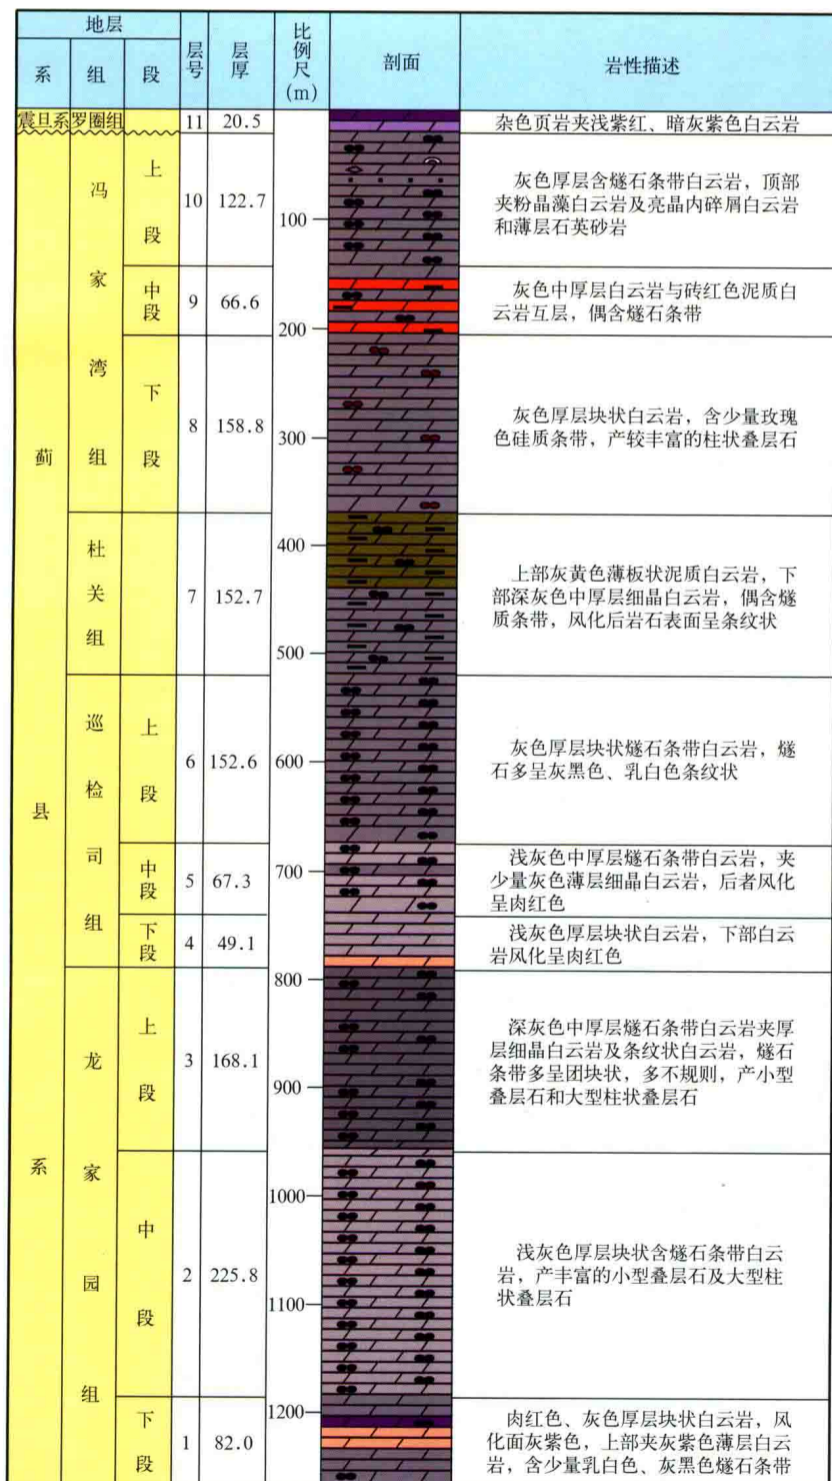 地层
系
组
段
层号
层厚
比例尺
(m)
剖面
岩性描述
震旦系
罗圈组
11
20.5
杂色页岩夹浅紫红、暗灰紫色白云岩
蓟县系
冯家湾组
上段
10
122.7
100
灰色厚层含燧石条带白云岩，顶部
夹粉晶藻白云岩及亮晶内碎屑白云岩
和薄层石英砂岩
中段
9
66.6
200
灰色中厚层白云岩与砖红色泥质白
云岩互层，偶含燧石条带
下段
8
158.8
300
灰色厚层块状白云岩，含少量玫瑰
色硅质条带，产较丰富的柱状叠层石
杜关组
7
152.7
400
500
上部灰黄色薄板状泥质白云岩，下
部深灰色中厚层细晶白云岩，偶含燧
质条带，风化后岩石表面呈条纹状
巡检司组
上段
6
152.6
600
灰色厚层块状燧石条带白云岩，燧
石多呈灰黑色、乳白色条纹状
中段
5
67.3
700
浅灰色中厚层燧石条带白云岩，夹
少量灰色薄层细晶白云岩，后者风化
呈肉红色
下段
4
49.1
浅灰色厚层块状白云岩，下部白云
岩风化呈肉红色
龙家园组
上段
3
168.1
800
900
深灰色中厚层燧石条带白云岩夹厚
层细晶白云岩及条纹状白云岩，燧石
条带多呈团块状，多不规则，产小型
叠层石和大型柱状叠层石
中段
2
225.8
1000
1100
浅灰色厚层块状含燧石条带白云
岩，产丰富的小型叠层石及大型柱
状叠层石
下段
1
82.0
1200
肉红色、灰色厚层块状白云岩，风
化面灰紫色，上部夹灰紫色薄层白云
岩，含少量乳白色、灰黑色燧石条带